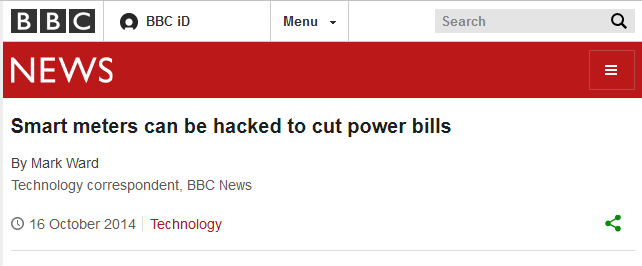 BBC BBC iD Menu Search
NEWS
Smart meters can be hacked to cut power bills
By Mark Ward
Technology correspondent, BBC News
16 October 2014 Technology